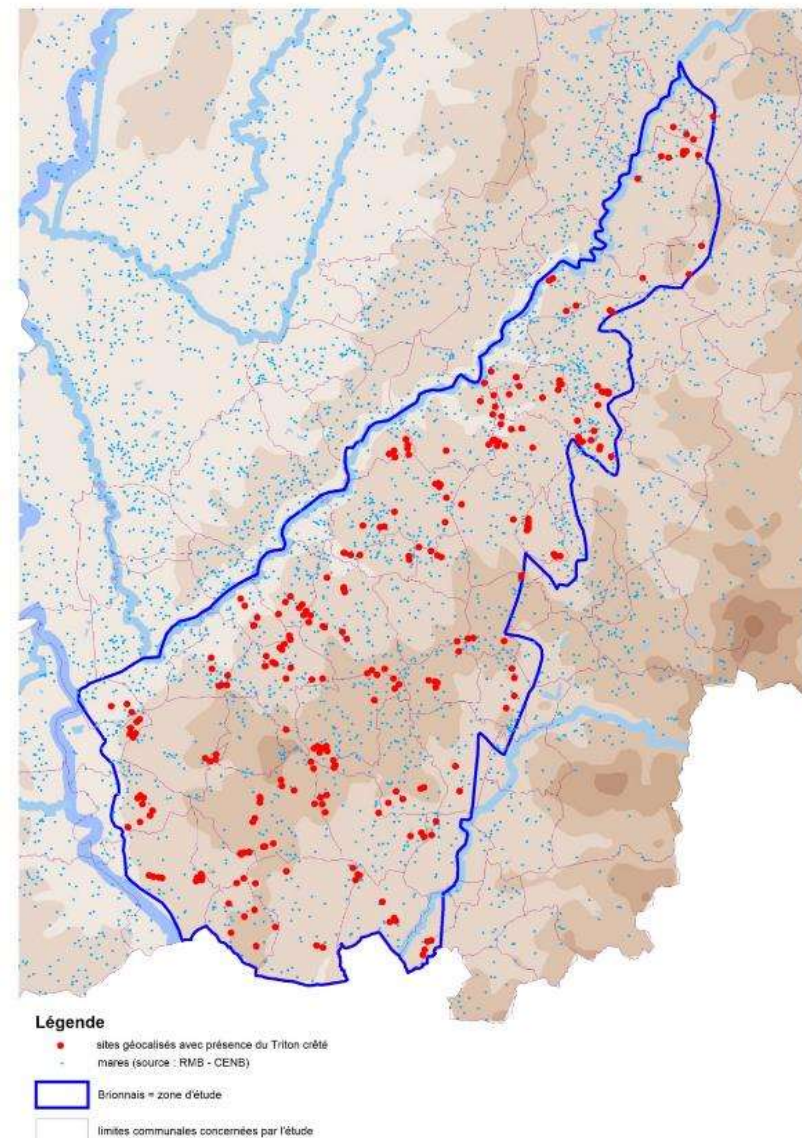 Légende
sites géocalisés avec présence du Triton crêté
mares (source : RMB - CENB)
Brionnais = zone d'étude
limites communales concernées par l'étude